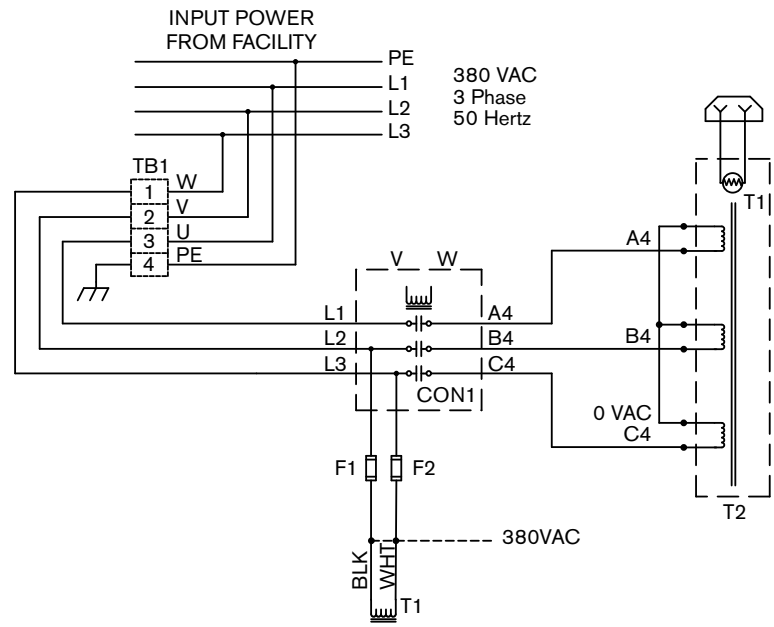 INPUT POWER
FROM FACILITY
PE
L1
L2
L3
380 VAC
3 Phase
50 Hertz
TB1
1 W
2 V
3 U
4 PE
T1
V W
A4
L1 A4
L2 B4 B4
L3 C4
CON1
0 VAC
C4
F1 F2
T2
380VAC
BLK
WHT
T1